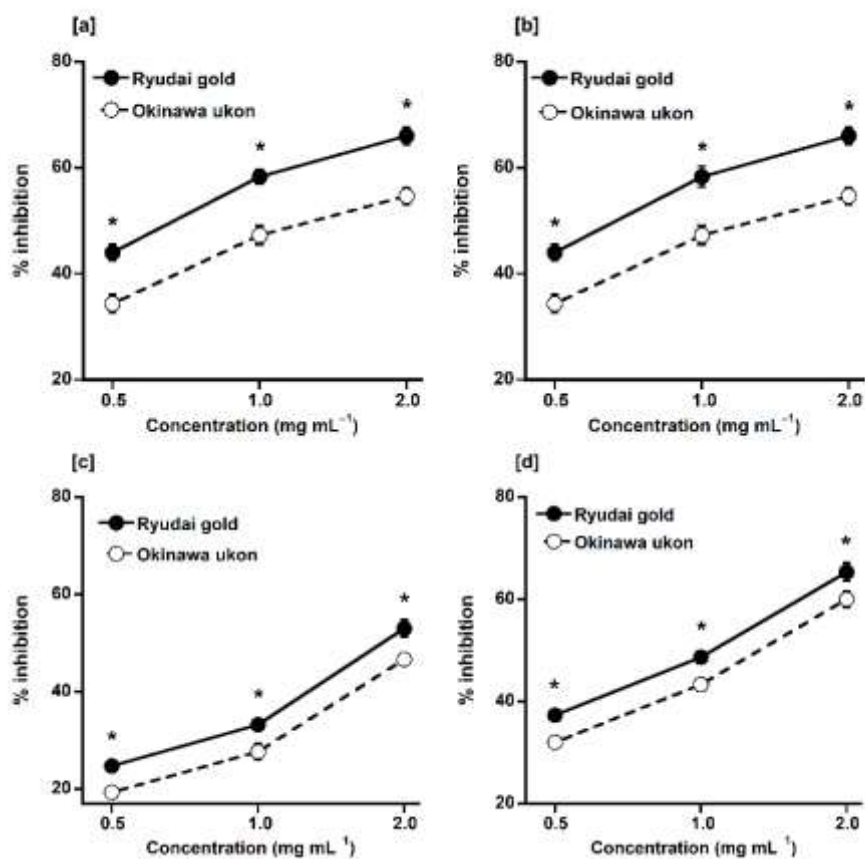 [a]
80
Ryudai gold
Okinawa ukon
*
*
*
60
40
20
% inhibition
0.5 1.0 2.0
Concentration (mg mL⁻¹)
[b]
80
Ryudai gold
Okinawa ukon
*
*
*
60
40
20
% inhibition
0.5 1.0 2.0
Concentration (mg mL⁻¹)
[c]
80
Ryudai gold
Okinawa ukon
*
*
*
60
40
20
% inhibition
0.5 1.0 2.0
Concentration (mg mL⁻¹)
[d]
80
Ryudai gold
Okinawa ukon
*
*
*
60
40
20
% inhibition
0.5 1.0 2.0
Concentration (mg mL ¹)